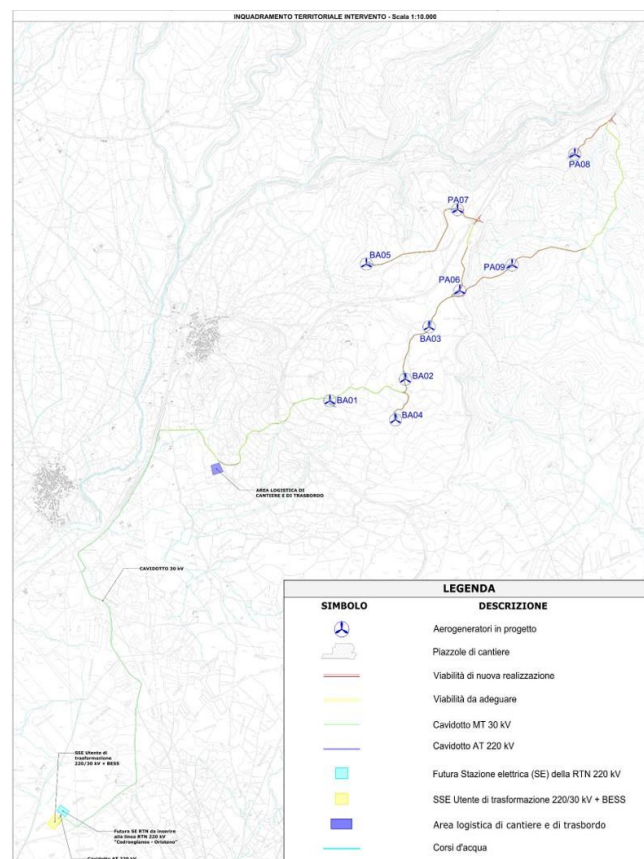 INQUADRAMENTO TERRITORIALE INTERVENTO - Scala 1:10.000
PA08
PA07
BA05
PA09
PA06
BA03
BA02
BA01
BA04
AREA LOGISTICA DI
CANTIERE E DI TRASBORDO
CAVIDOTTO 30 kV
SSE Utente di
trasformazione
220/30 kV + BESS
Futura SE RTN da inserire
alla linea RTN 220 kV
"Codrongianos - Oristano"
Cavidotto AT 220 kV
LEGENDA
SIMBOLO DESCRIZIONE
Aerogeneratori in progetto
Piazzole di cantiere
Viabilità di nuova realizzazione
Viabilità da adeguare
Cavidotto MT 30 kV
Cavidotto AT 220 kV
Futura Stazione elettrica (SE) della RTN 220 kV
SSE Utente di trasformazione 220/30 kV + BESS
Area logistica di cantiere e di trasbordo
Corsi d'acqua